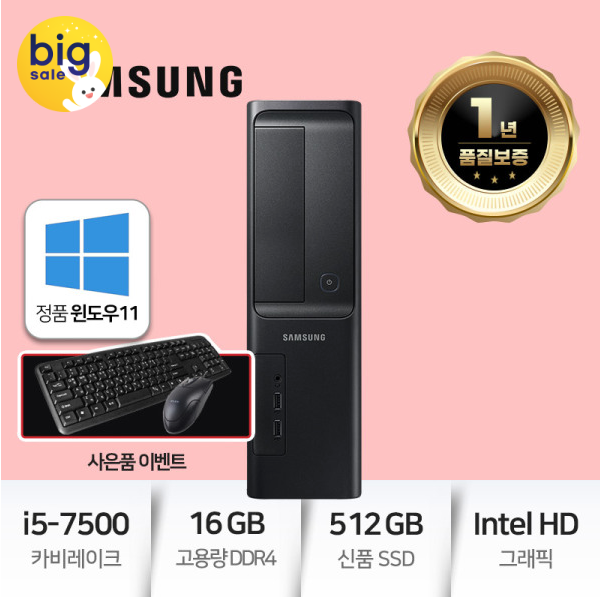 big
sale
MSUNG
1년
품질보증
정품 윈도우11
SAMSUNG
사은품 이벤트
i5-7500
카비레이크
16 GB
고용량 DDR4
512 GB
신품 SSD
Intel HD
그래픽